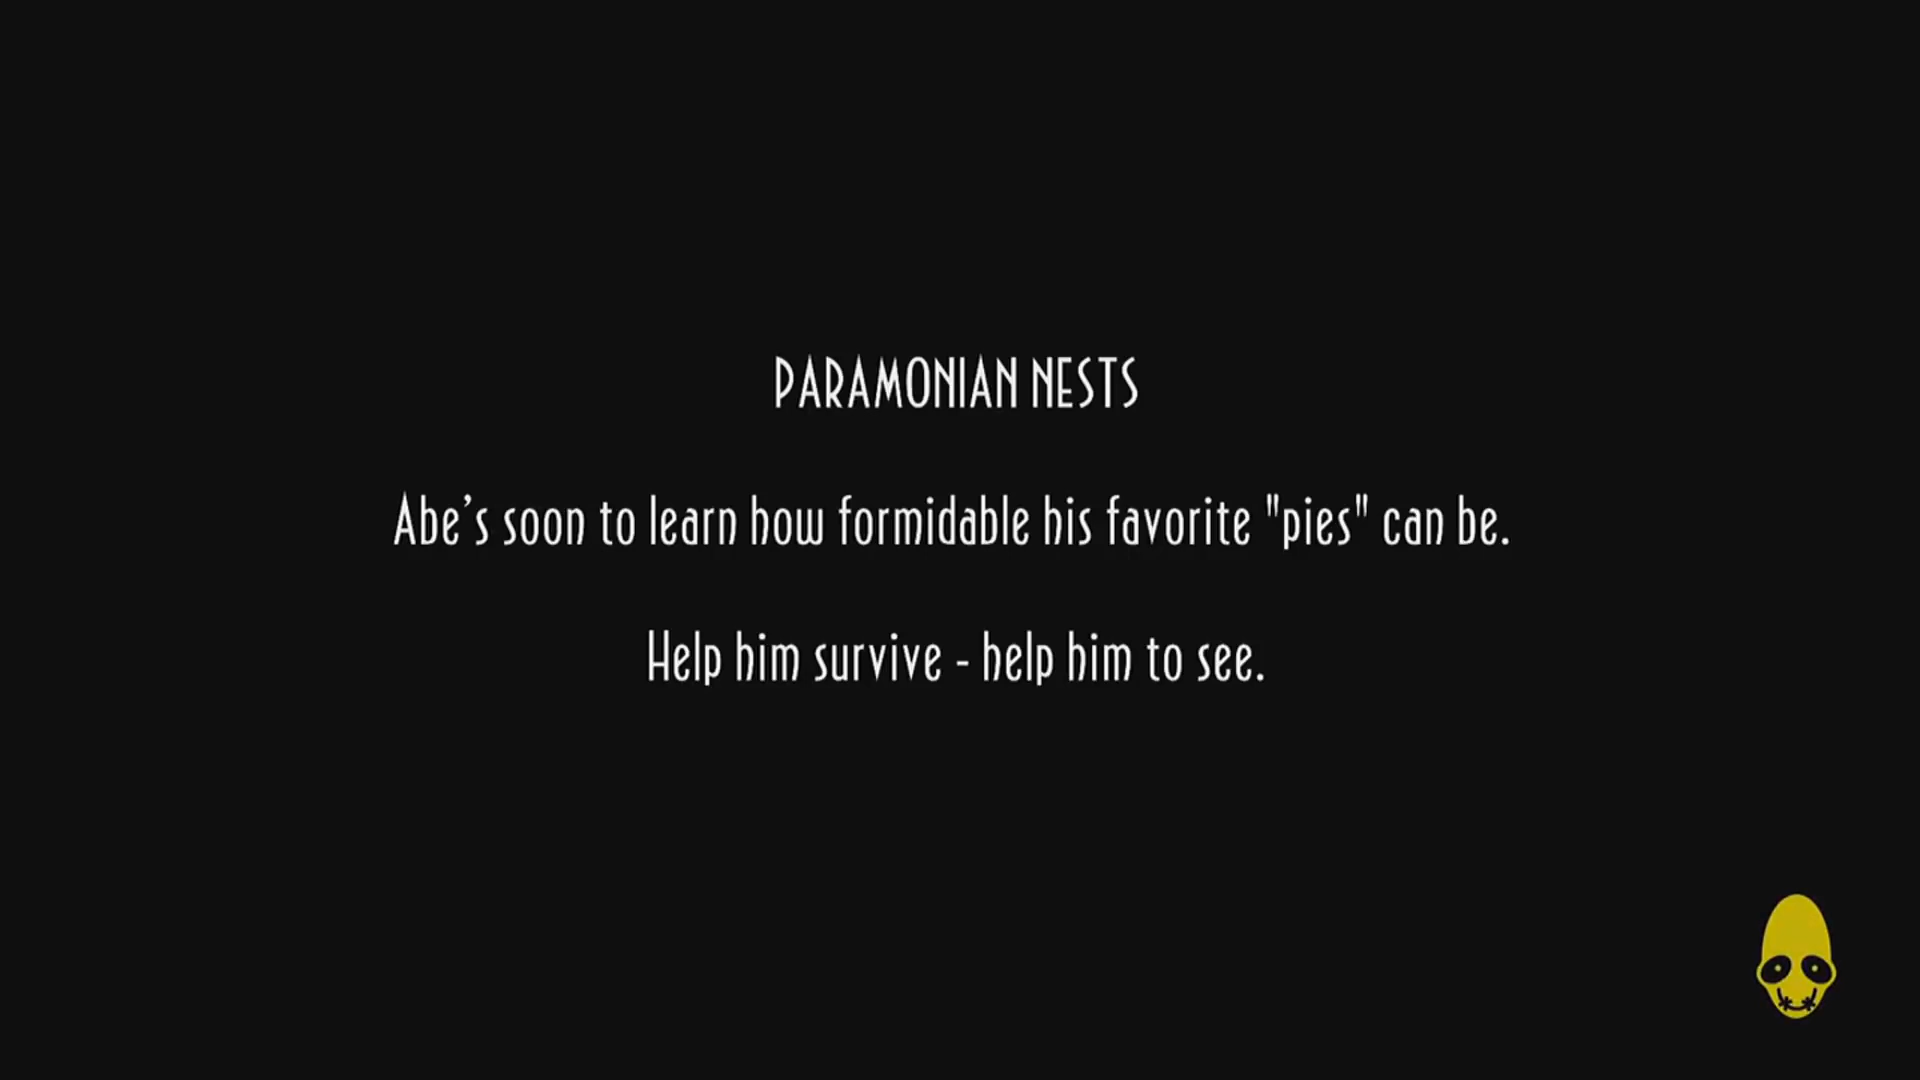 PARAMONIAN NESTS
Abe's soon to learn how formidable his favorite "pies" can be.
Help him survive - help him to see.